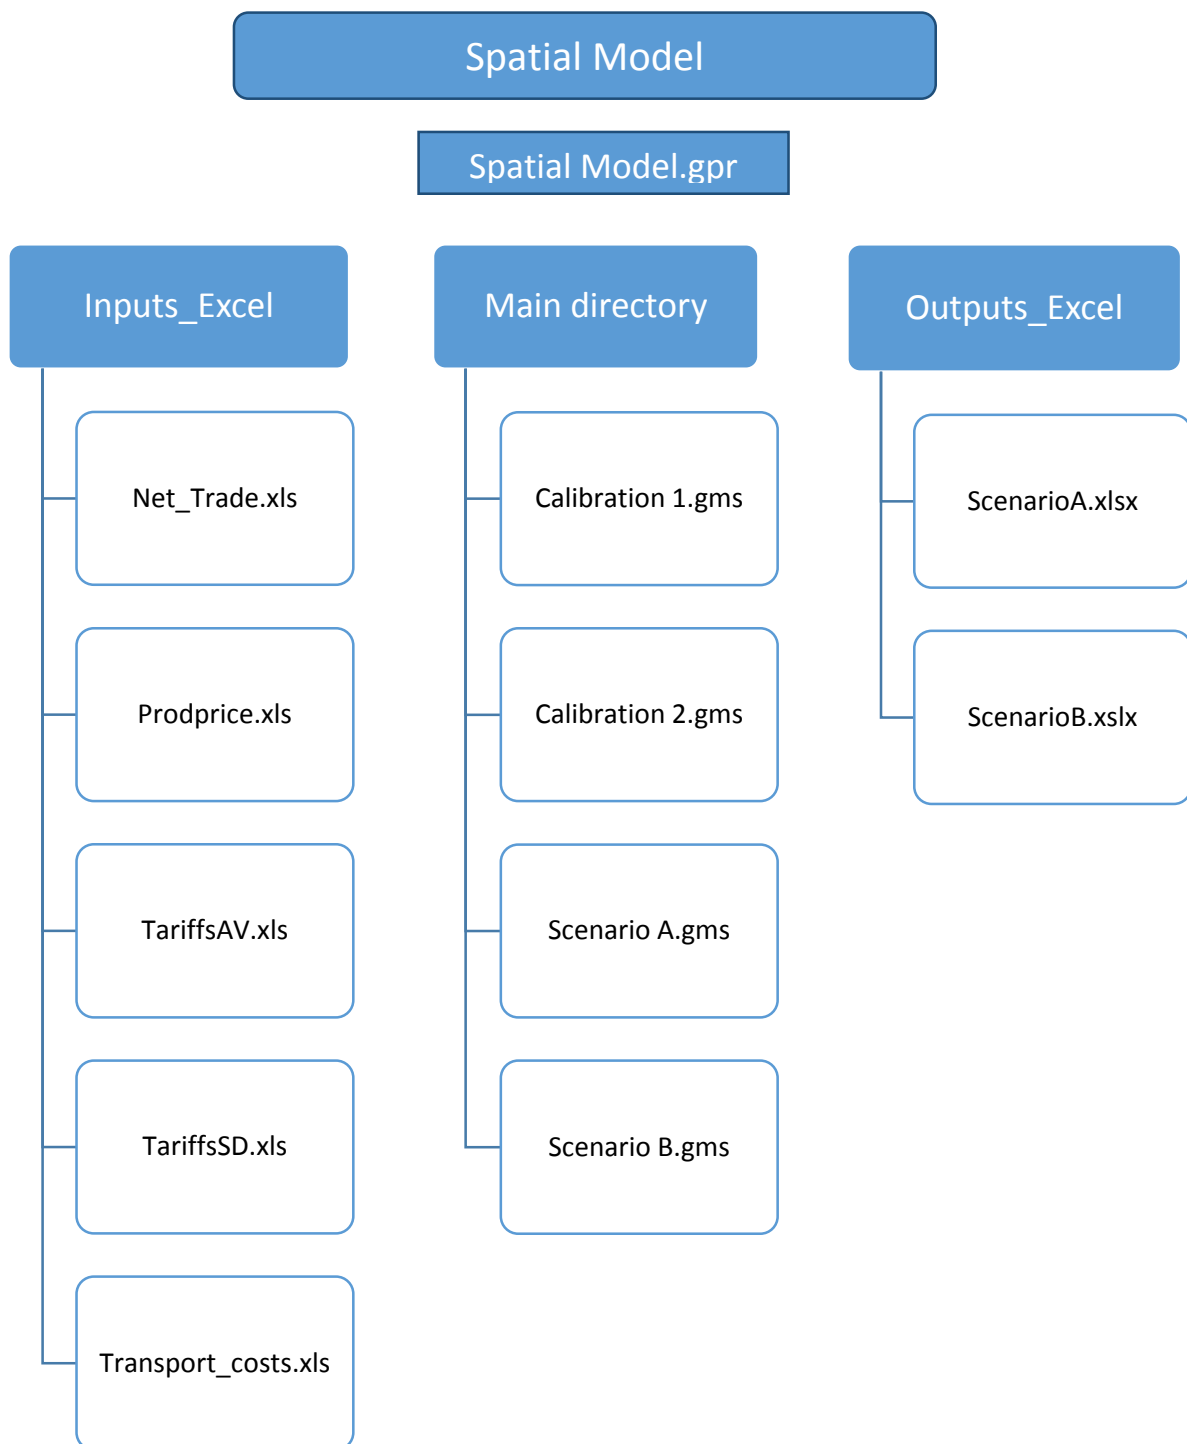 Spatial Model
Spatial Model.gpr
Inputs_Excel
Net_Trade.xls
Prodprice.xls
TariffsAV.xls
TariffsSD.xls
Transport_costs.xls
Main directory
Calibration 1.gms
Calibration 2.gms
Scenario A.gms
Scenario B.gms
Outputs_Excel
ScenarioA.xlsx
ScenarioB.xslx